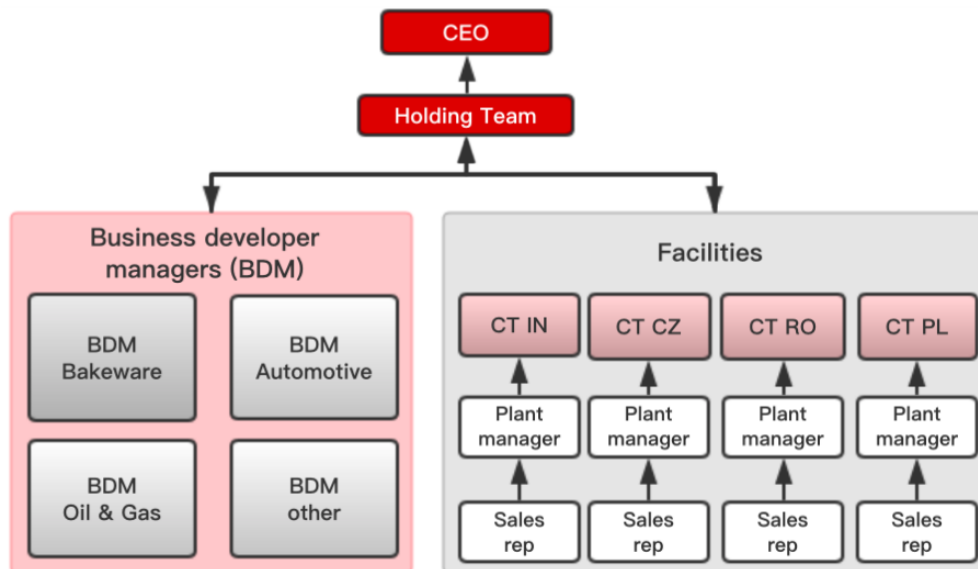 CEO
Holding Team
Business developer
managers (BDM)
BDM
Bakeware
BDM
Automotive
BDM
Oil & Gas
BDM
other
Facilities
CT IN
CT CZ
CT RO
CT PL
Plant
manager
Plant
manager
Plant
manager
Plant
manager
Sales
rep
Sales
rep
Sales
rep
Sales
rep